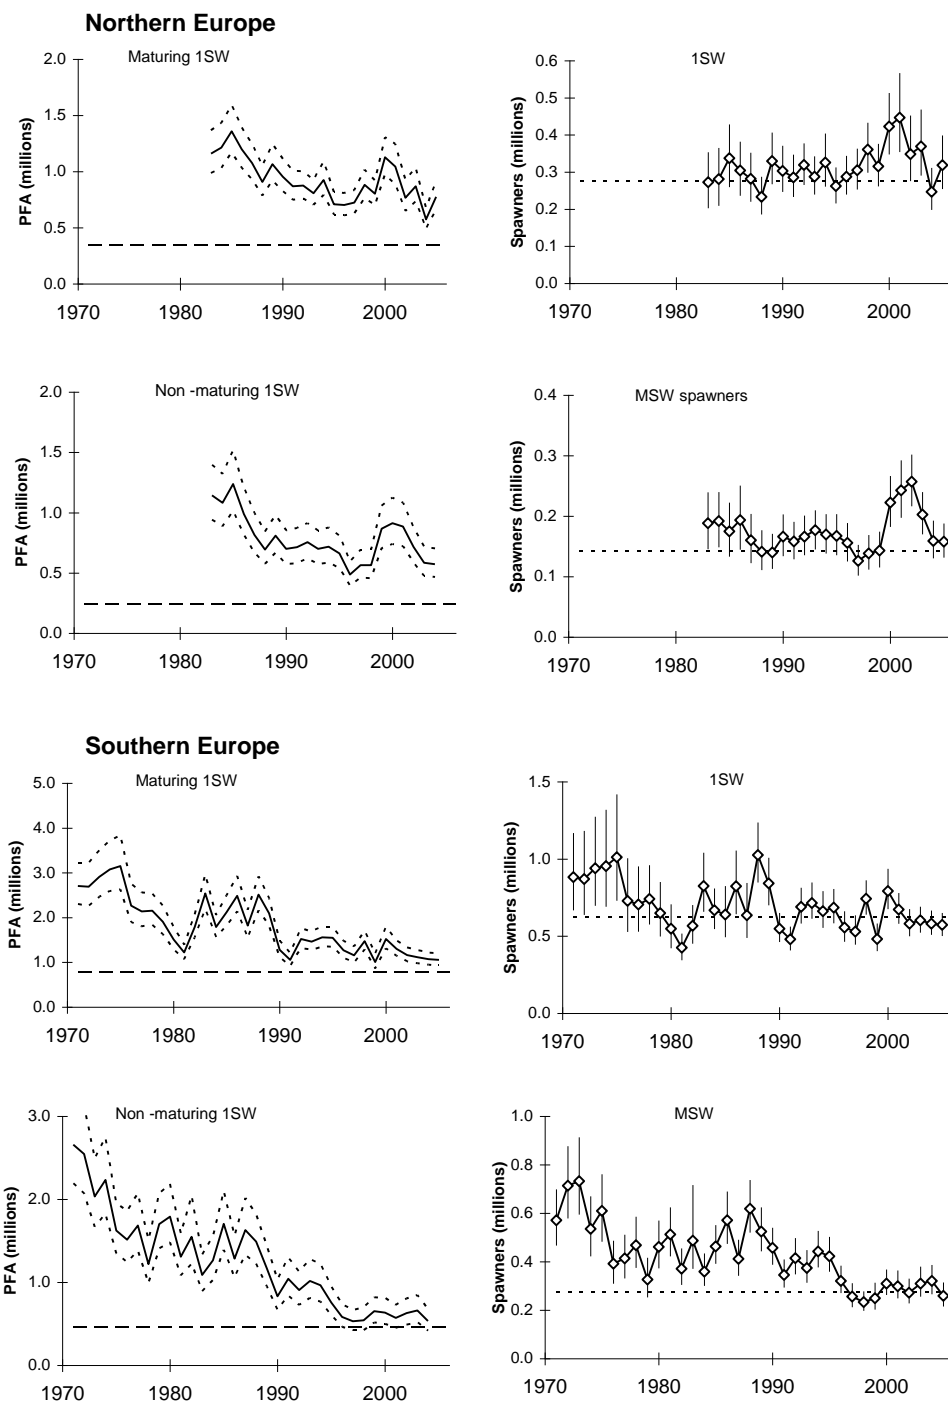 Northern Europe
Maturing 1SW
PFA (millions)
2.0
1.5
1.0
0.5
0.0
1970 1980 1990 2000
1SW
Spawners (millions)
0.6
0.5
0.4
0.3
0.2
0.1
0.0
1970 1980 1990 2000
Non -maturing 1SW
PFA (millions)
2.0
1.5
1.0
0.5
0.0
1970 1980 1990 2000
MSW spawners
Spawners (millions)
0.4
0.3
0.2
0.1
0.0
1970 1980 1990 2000
Southern Europe
Maturing 1SW
PFA (millions)
5.0
4.0
3.0
2.0
1.0
0.0
1970 1980 1990 2000
1SW
Spawners (millions)
1.5
1.0
0.5
0.0
1970 1980 1990 2000
Non -maturing 1SW
PFA (millions)
3.0
2.0
1.0
0.0
1970 1980 1990 2000
MSW
Spawners (millions)
1.0
0.8
0.6
0.4
0.2
0.0
1970 1980 1990 2000